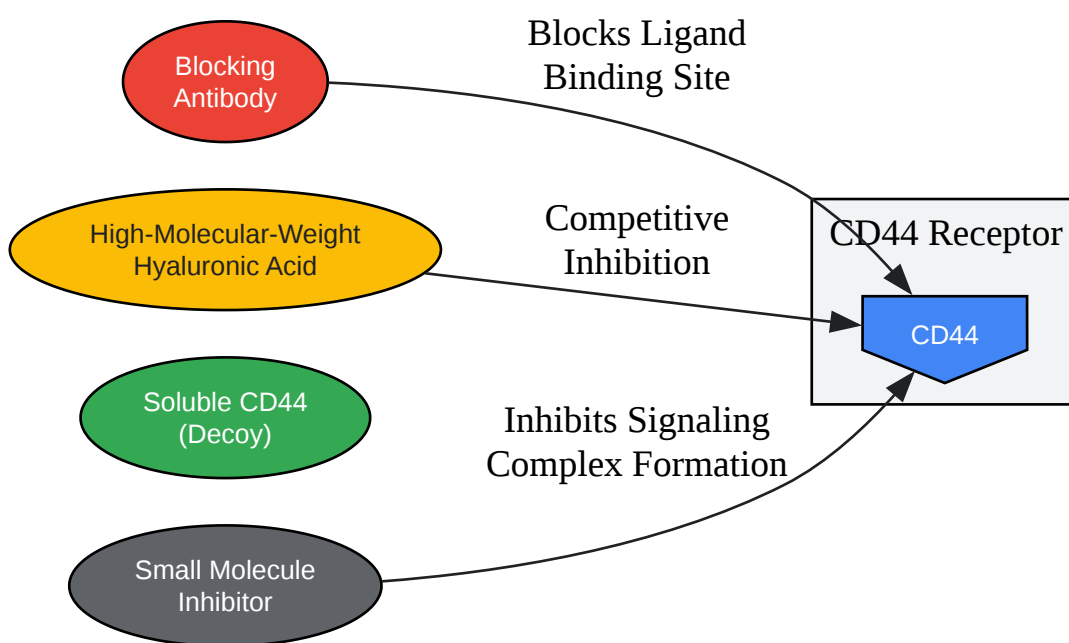 Blocking
Antibody
Blocks Ligand
Binding Site
High-Molecular-Weight
Hyaluronic Acid
Competitive
Inhibition
CD44 Receptor
CD44
Soluble CD44
(Decoy)
Inhibits Signaling
Complex Formation
Small Molecule
Inhibitor